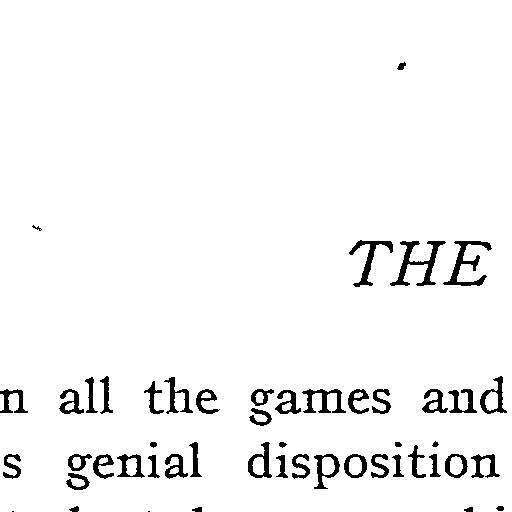 THE
n all the games and
s genial disposition